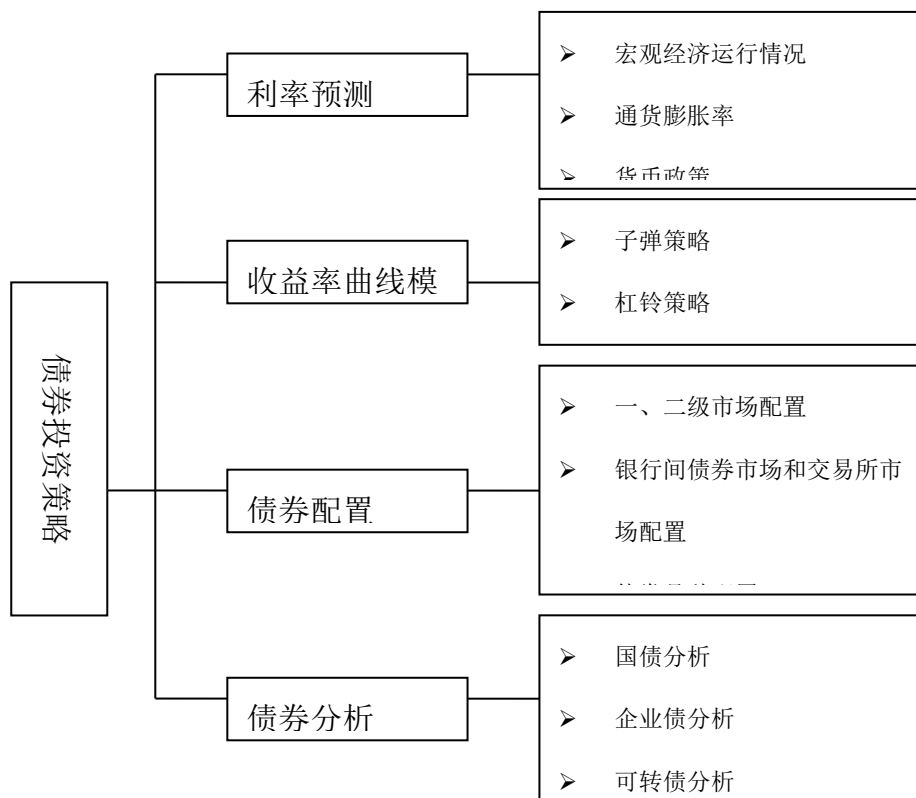 债券投资策略
利率预测
宏观经济运行情况
通货膨胀率
货币政策
收益率曲线模
子弹策略
杠铃策略
债券配置
一、二级市场配置
银行间债券市场和交易所市
场配置
债券分析
国债分析
企业债分析
可转债分析